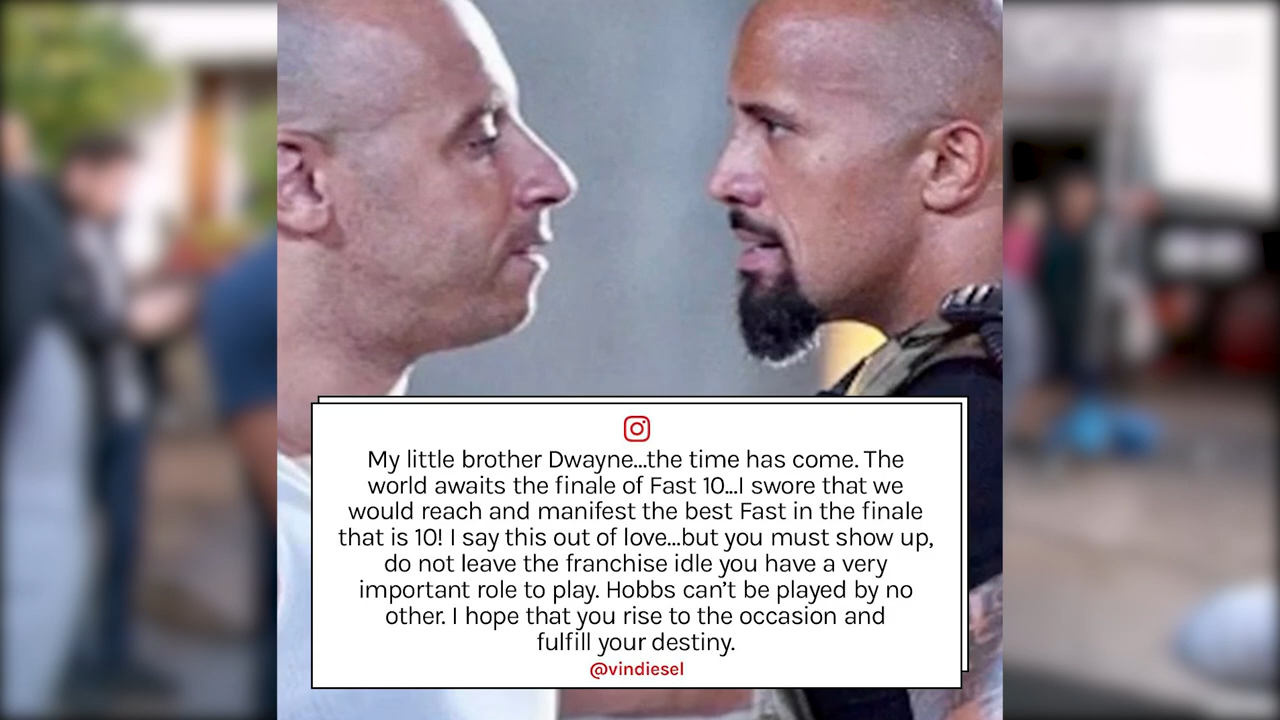 My little brother Dwayne...the time has come. The
world awaits the finale of Fast 10...I swore that we
would reach and manifest the best Fast in the finale
that is 10! I say this out of love...but you must show up,
do not leave the franchise idle you have a very
important role to play. Hobbs can’t be played by no
other. I hope that you rise to the occasion and
fulfill your destiny.
@vindiesel